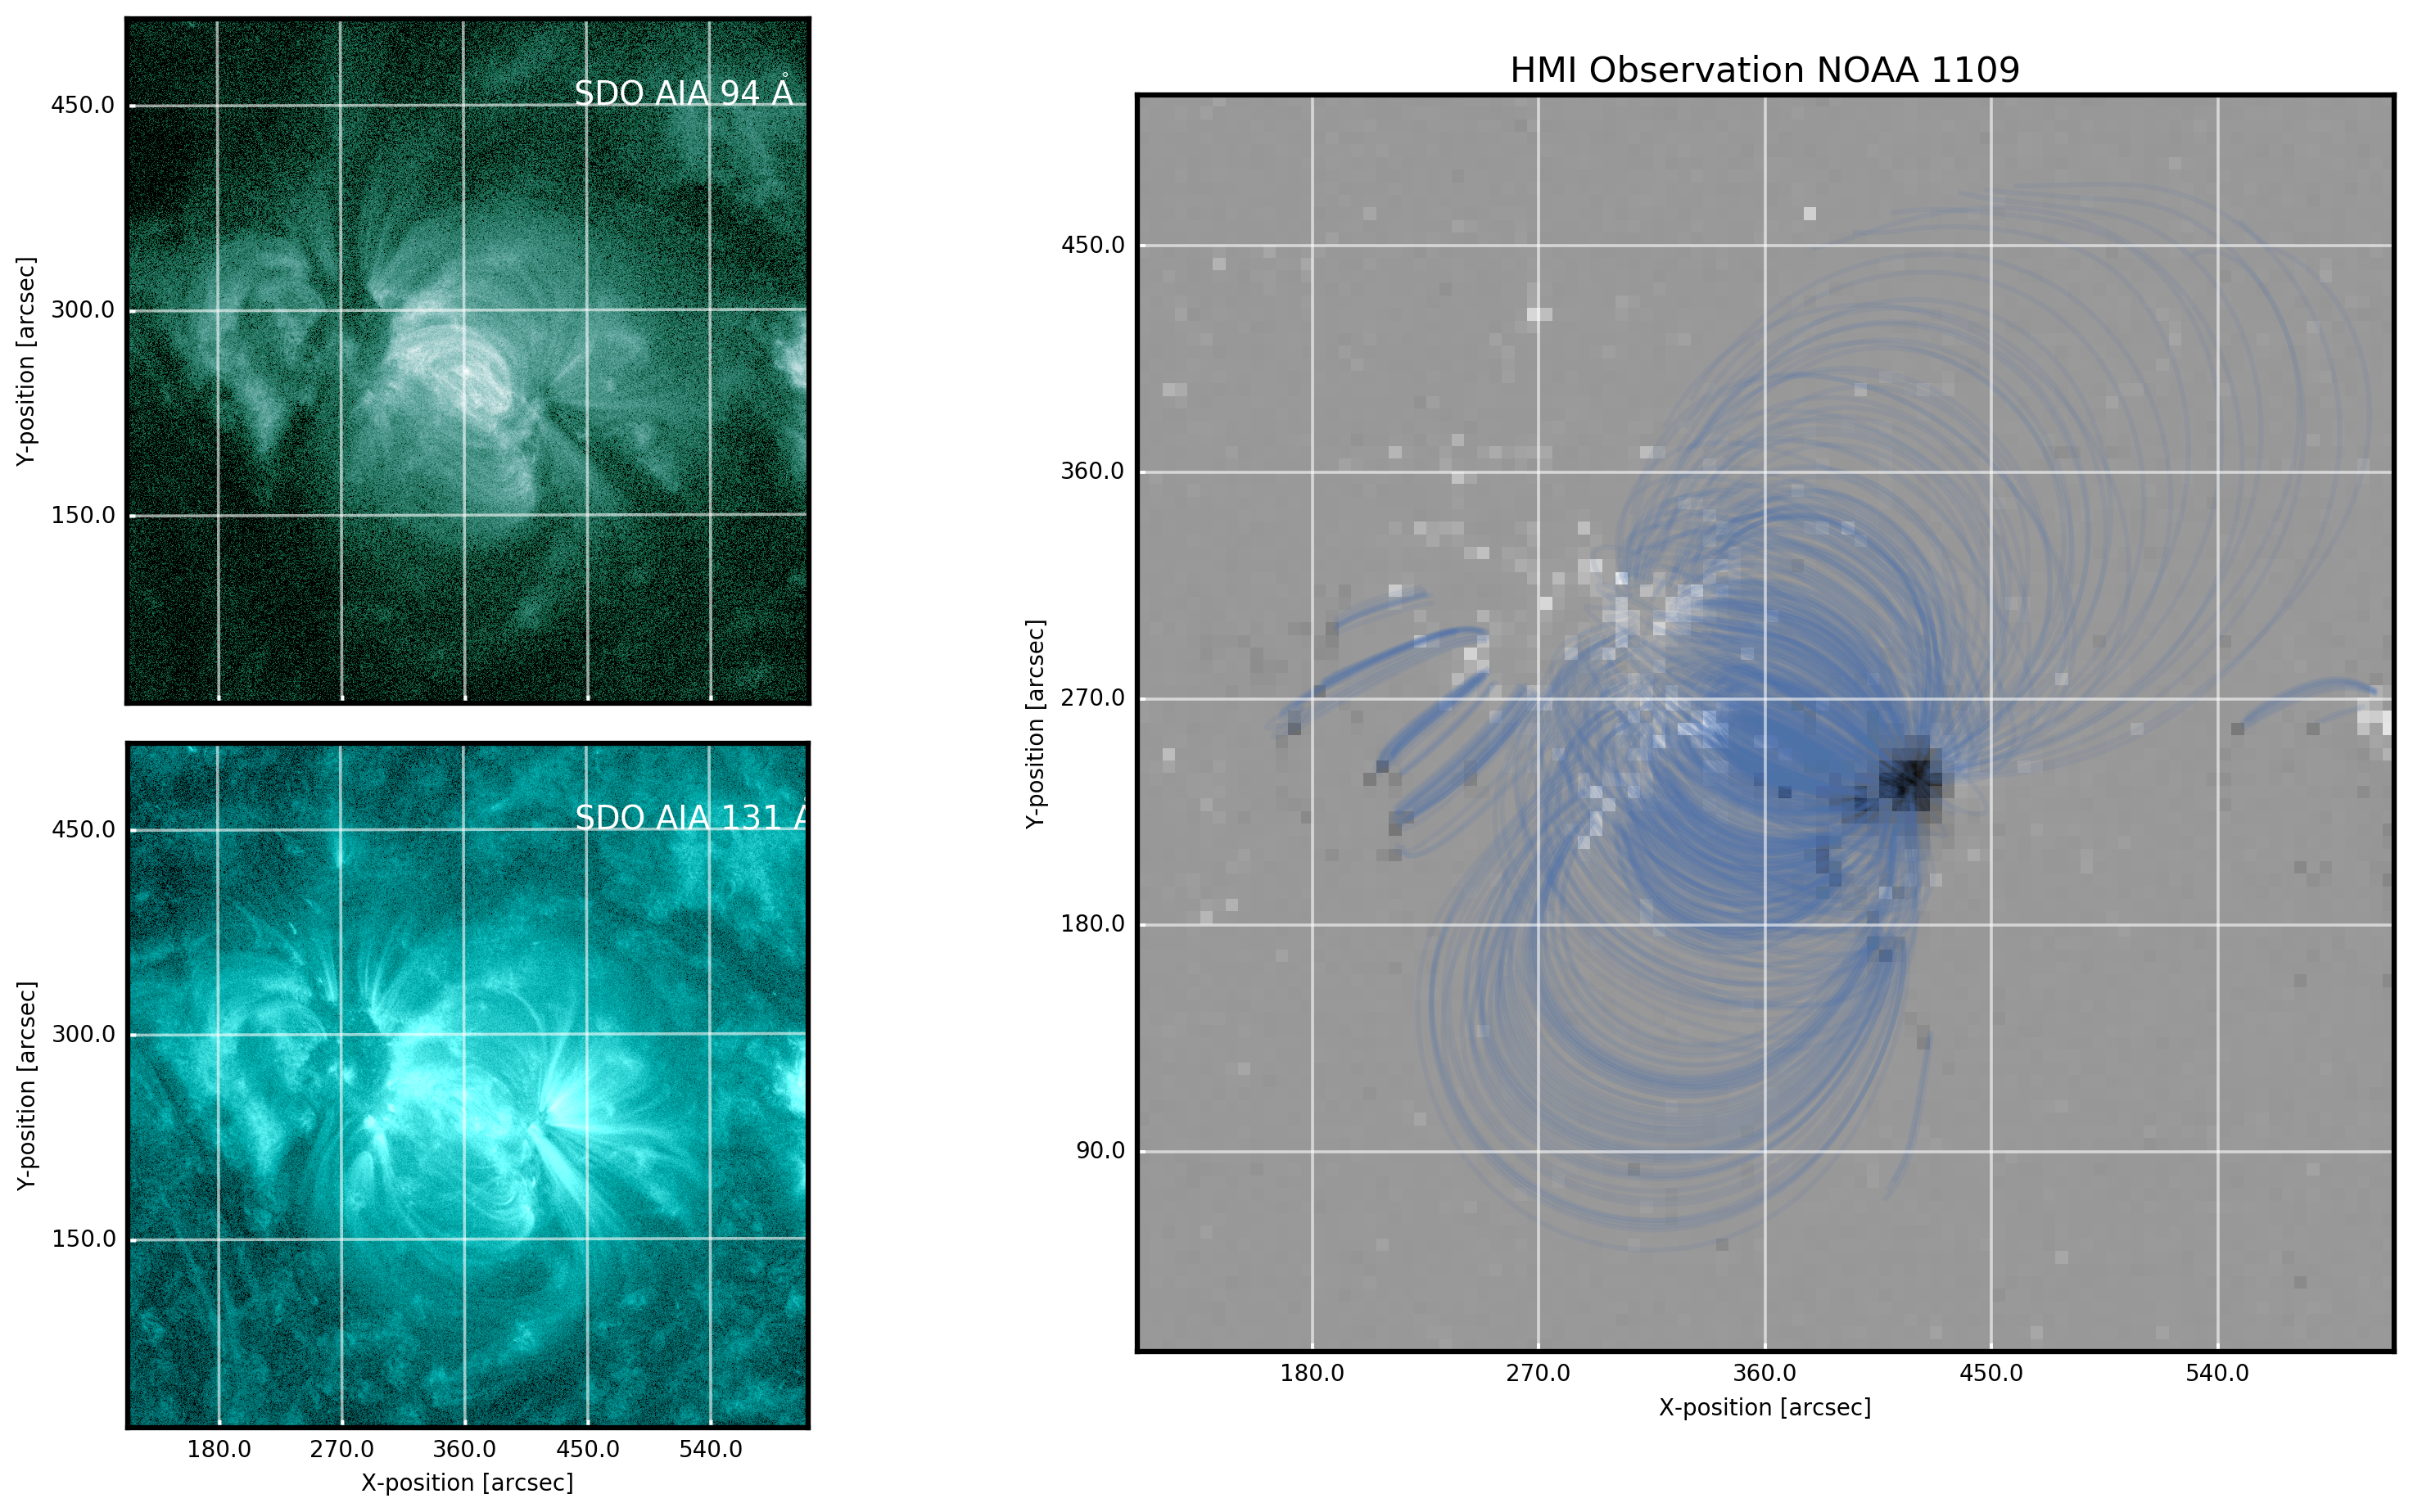 SDO AIA 94 Å
450.0
300.0
150.0
Y-position [arcsec]
SDO AIA 131 Å
450.0
300.0
150.0
Y-position [arcsec]
180.0 270.0 360.0 450.0 540.0
X-position [arcsec]
HMI Observation NOAA 1109
450.0
360.0
270.0
180.0
90.0
Y-position [arcsec]
180.0 270.0 360.0 450.0 540.0
X-position [arcsec]